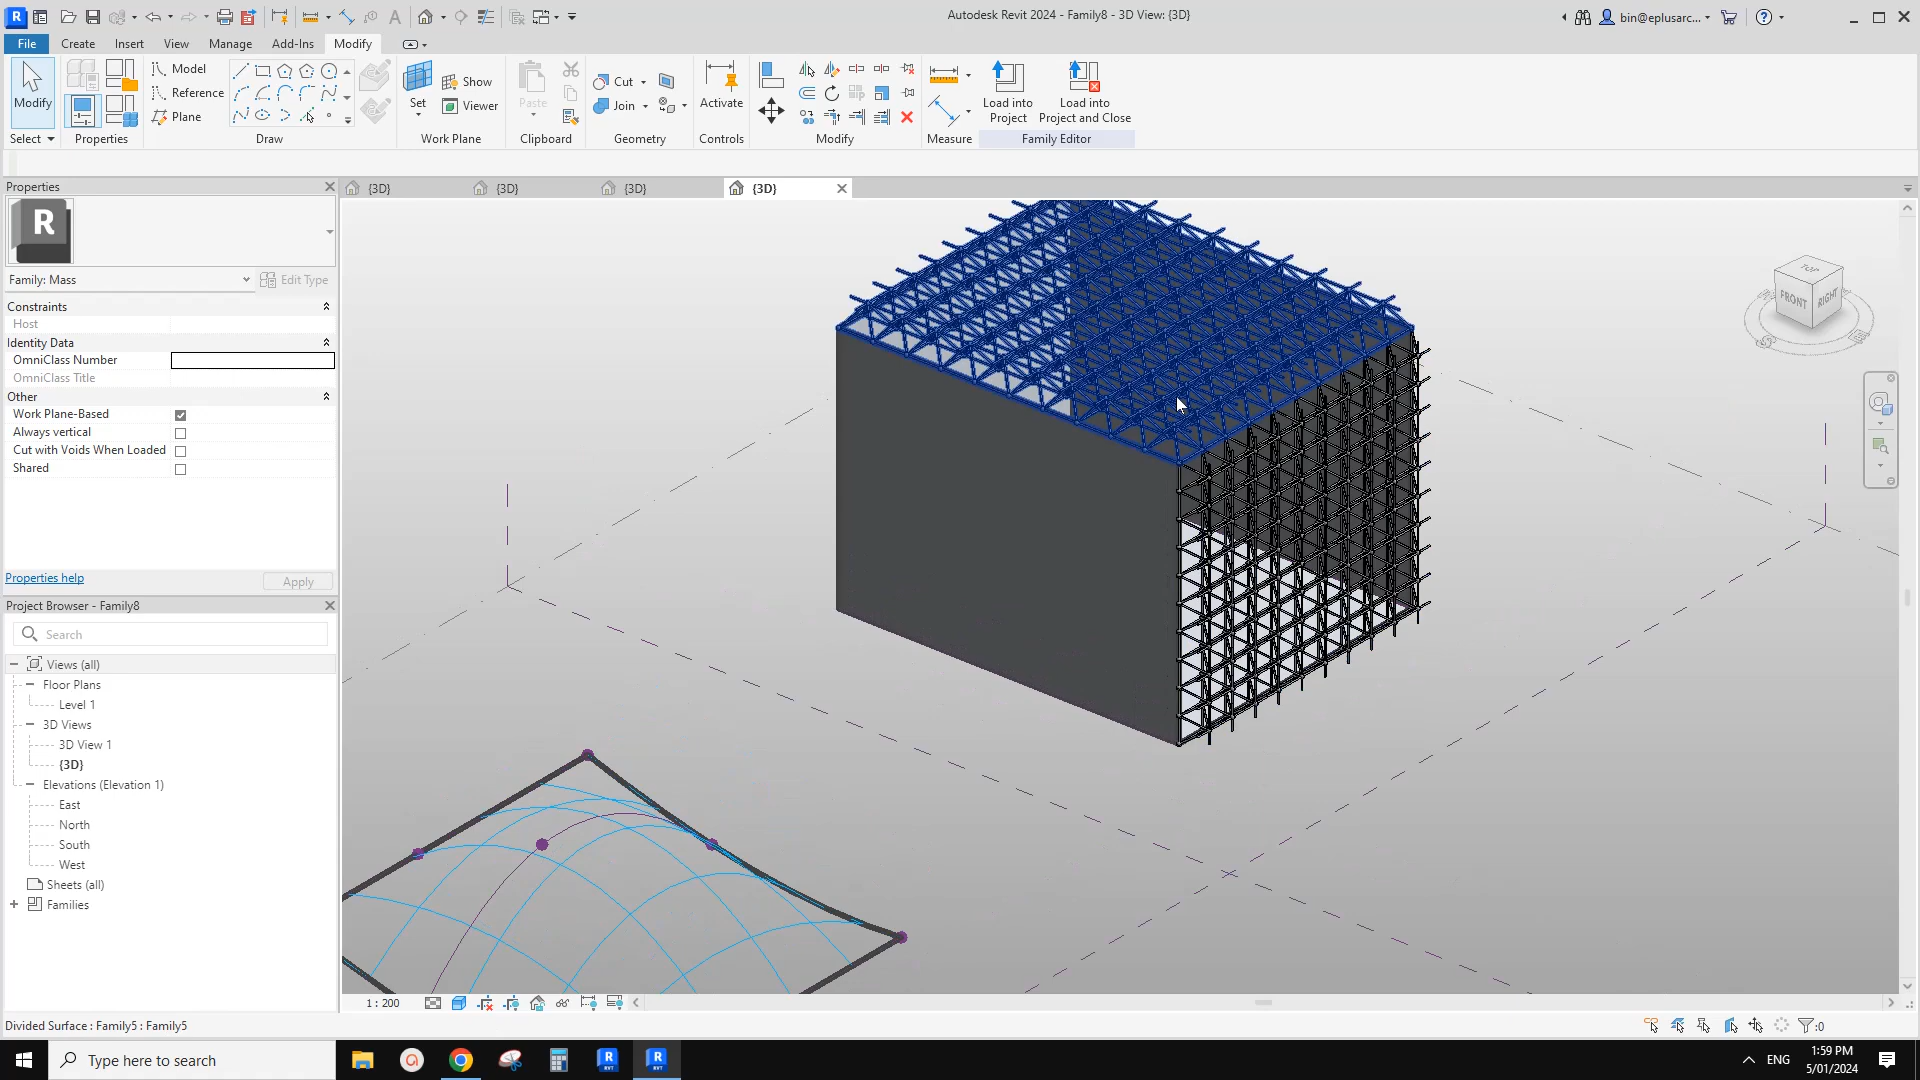 R
Autodesk Revit 2024 - Family8 - 3D View: {3D}
bin@eplusarc...
File
Create
Insert
View
Manage
Add-Ins
Modify
Modify
Model
Reference
Plane
Set
Show
Viewer
Paste
Cut
Join
Activate
Load into
Project
Load into
Project and Close
Select
Properties
Draw
Work Plane
Clipboard
Geometry
Controls
Modify
Measure
Family Editor
Properties
{3D}
{3D}
{3D}
{3D}
R
Family: Mass
Edit Type
Constraints
Host
Identity Data
OmniClass Number
OmniClass Title
Other
Work Plane-Based
Always vertical
Cut with Voids When Loaded
Shared
Properties help
Apply
TOP
FRONT
RIGHT
Project Browser - Family8
Search
Views (all)
Floor Plans
Level 1
3D Views
3D View 1
{3D}
Elevations (Elevation 1)
East
North
South
West
Sheets (all)
Families
1 : 200
Divided Surface : Family5 : Family5
:0
Type here to search
ENG
1:59 PM
5/01/2024